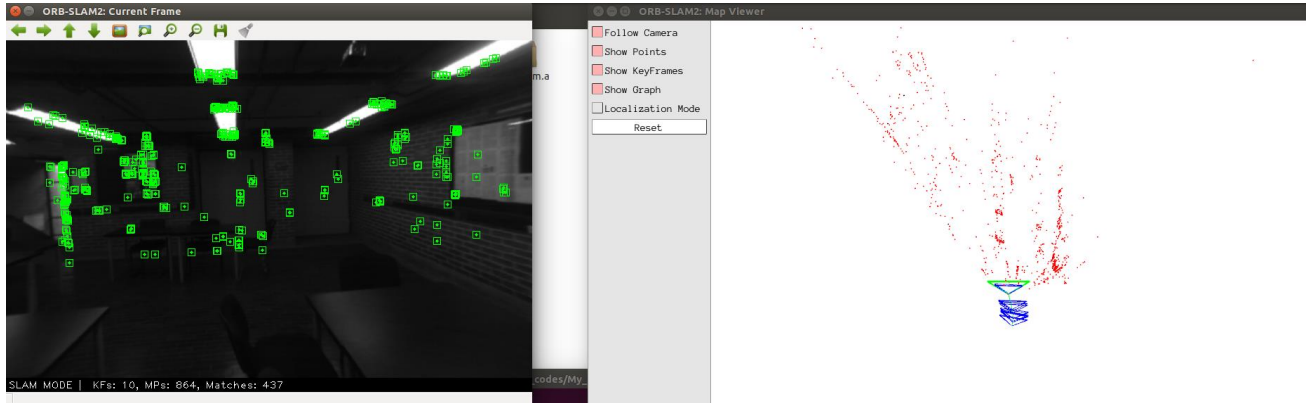 ORB-SLAM2: Current Frame
SLAM MODE | KFs: 10, MPs: 864, Matches: 437
m.a
_codes/My_
ORB-SLAM2: Map Viewer
Follow Camera
Show Points
Show KeyFrames
Show Graph
Localization Mode
Reset